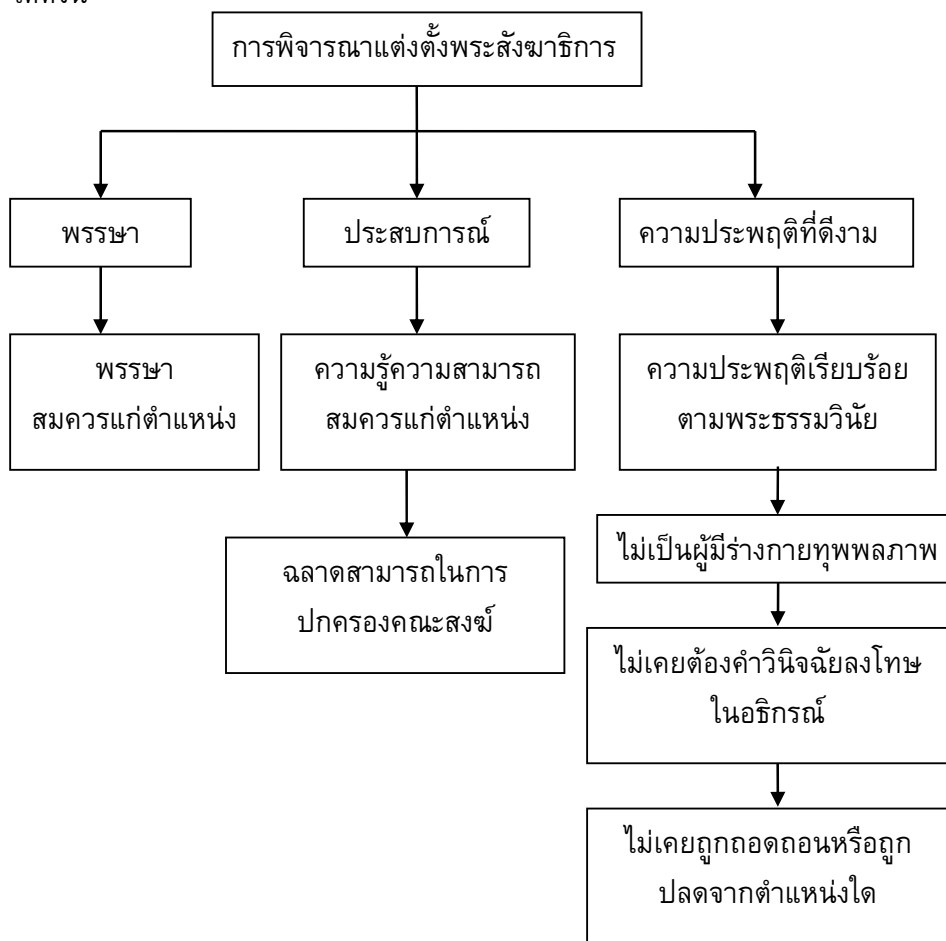 การพิจารณาแต่งตั้งพระสังฆาธิการ
พรรษา
ประสบการณ์
ความประพฤติที่ดีงาม
พรรษา
สมควรแก่ตำแหน่ง
ความรู้ความสามารถ
สมควรแก่ตำแหน่ง
ความประพฤติเรียบร้อย
ตามพระธรรมวินัย
ฉลาดสามารถในการ
ปกครองคณะสงฆ์
ไม่เป็นผู้มีร่างกายทุพพลภาพ
ไม่เคยต้องคำวินิจฉัยลงโทษ
ในอธิกรณ์
ไม่เคยถูกถอดถอนหรือถูก
ปลดจากตำแหน่งใด